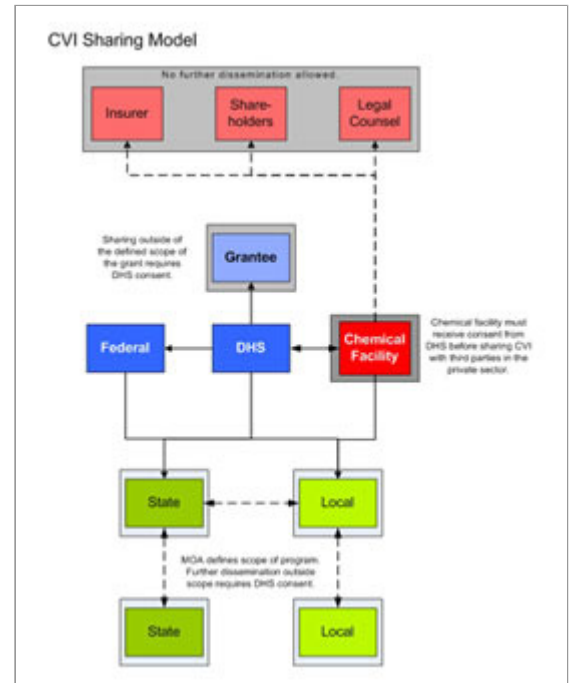 CVI Sharing Model
No further dissemination allowed.
Insurer
Share-
holders
Legal
Counsel
Sharing outside of
the defined scope of
the grant requires
DHS consent.
Grantee
Federal
DHS
Chemical
Facility
Chemical facility must
receive consent from
DHS before sharing CVI
with third parties in the
private sector.
State
Local
MOA defines scope of program.
Further dissemination outside
scope requires DHS consent.
State
Local